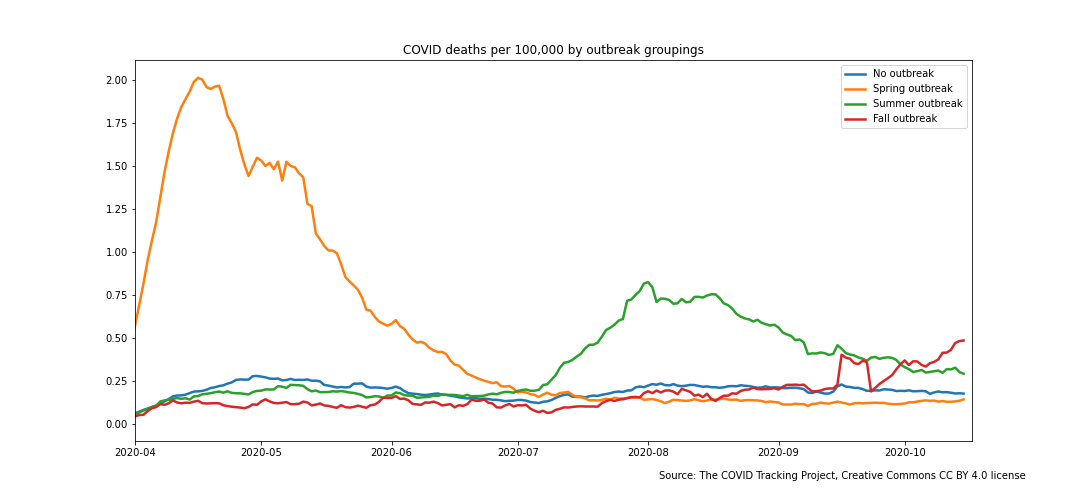 COVID deaths per 100,000 by outbreak groupings
No outbreak
Spring outbreak
Summer outbreak
Fall outbreak
2.00
1.75
1.50
1.25
1.00
0.75
0.50
0.25
0.00
2020-04 2020-05 2020-06 2020-07 2020-08 2020-09 2020-10
Source: The COVID Tracking Project, Creative Commons CC BY 4.0 license